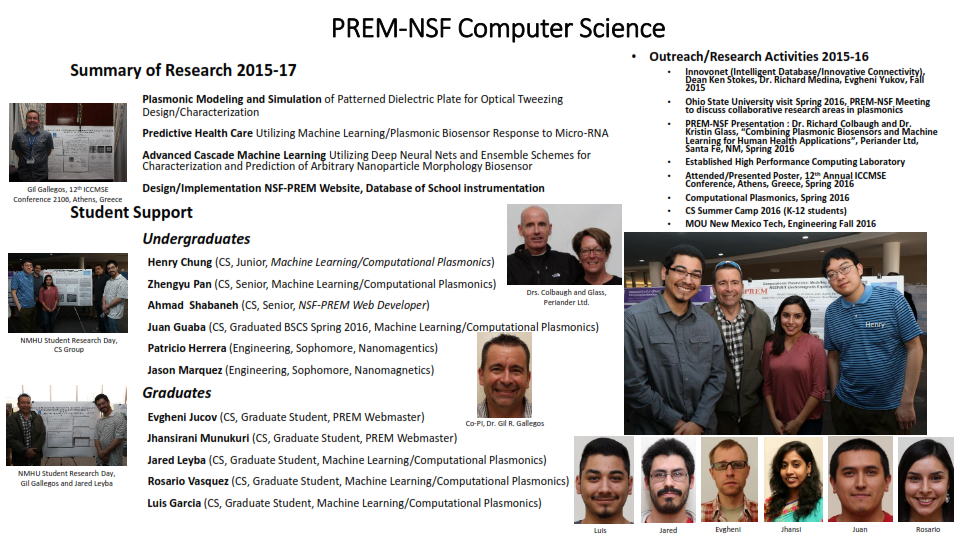 PREM-NSF Computer Science
Summary of Research 2015-17
Plasmonic Modeling and Simulation of Patterned Dielectric Plate for Optical Tweezing
Design/Characterization
Predictive Health Care Utilizing Machine Learning/Plasmonic Biosensor Response to Micro-RNA
Advanced Cascade Machine Learning Utilizing Deep Neural Nets and Ensemble Schemes for
Characterization and Prediction of Arbitrary Nanoparticle Morphology Biosensor
Design/Implementation NSF-PREM Website, Database of School instrumentation
Gil Gallegos, 12th ICCMSE
Conference 2106, Athens, Greece
Student Support
Undergraduates
Henry Chung (CS, Junior, Machine Learning/Computational Plasmonics)
Zhengyu Pan (CS, Senior, Machine Learning/Computational Plasmonics)
Ahmad Shabaneh (CS, Senior, NSF-PREM Web Developer)
Juan Guaba (CS, Graduated BSCS Spring 2016, Machine Learning/Computational Plasmonics)
Patricio Herrera (Engineering, Sophomore, Nanomagentics)
Jason Marquez (Engineering, Sophomore, Nanomagnetics)
Graduates
Evgheni Jucov (CS, Graduate Student, PREM Webmaster)
Jhansirani Munukuri (CS, Graduate Student, PREM Webmaster)
Jared Leyba (CS, Graduate Student, Machine Learning/Computational Plasmonics)
Rosario Vasquez (CS, Graduate Student, Machine Learning/Computational Plasmonics)
Luis Garcia (CS, Graduate Student, Machine Learning/Computational Plasmonics)
NMHU Student Research Day,
CS Group
NMHU Student Research Day,
Gil Gallegos and Jared Leyba
Drs. Colbaugh and Glass,
Periander Ltd.
Co-PI, Dr. Gil R. Gallegos
• Outreach/Research Activities 2015-16
• Innovonet (Intelligent Database/Innovative Connectivity),
Dean Ken Stokes, Dr. Richard Medina, Evgheni Yukov, Fall
2015
• Ohio State University visit Spring 2016, PREM-NSF Meeting
to discuss collaborative research areas in plasmonics
• PREM-NSF Presentation : Dr. Richard Colbaugh and Dr.
Kristin Glass, "Combining Plasmonic Biosensors and Machine
Learning for Human Health Applications", Periander Ltd,
Santa Fe, NM, Spring 2016
• Established High Performance Computing Laboratory
• Attended/Presented Poster, 12th Annual ICCMSE
Conference, Athens, Greece, Spring 2016
• Computational Plasmonics, Spring 2016
• CS Summer Camp 2016 (K-12 students)
• MOU New Mexico Tech, Engineering Fall 2016
PREM
Henry
Luis
Jared
Evgheni
Jhansi
Juan
Rosario